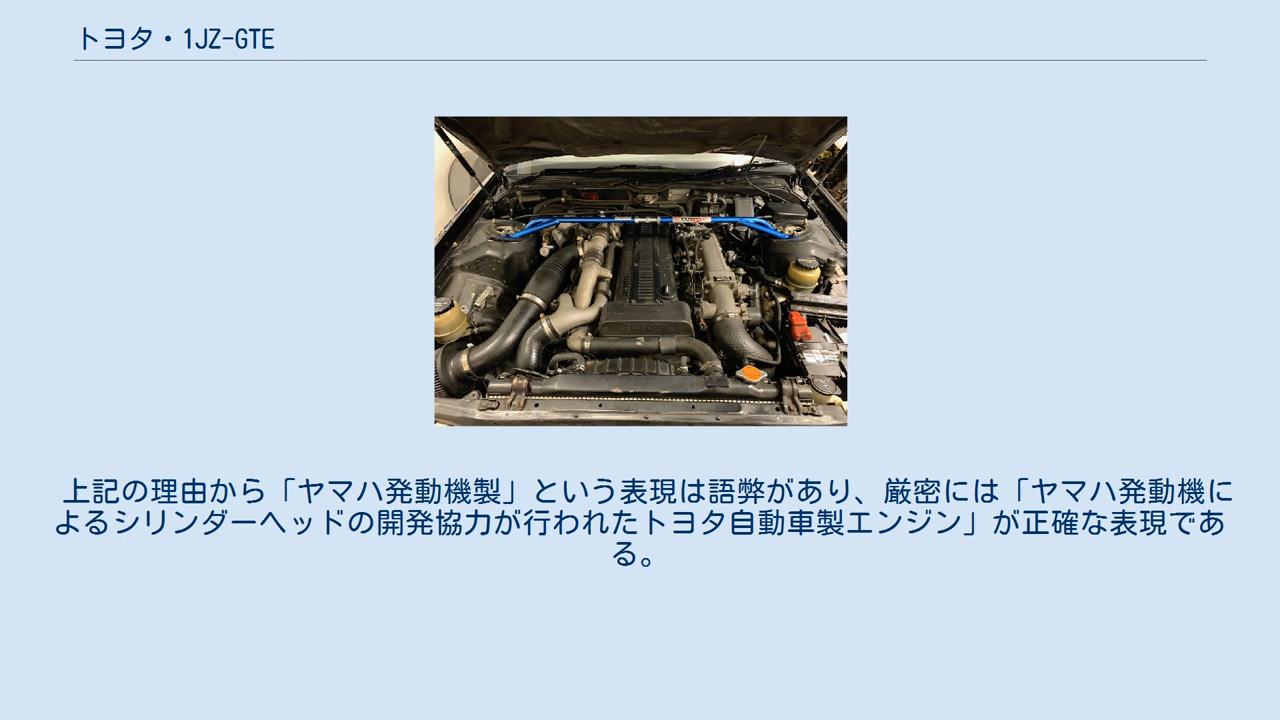 トヨタ・1JZ-GTE
TOYOTA
上記の理由から「ヤマハ発動機製」という表現は語弊があり、厳密には「ヤマハ発動機に
よるシリンダーヘッドの開発協力が行われたトヨタ自動車製エンジン」が正確な表現であ
る。